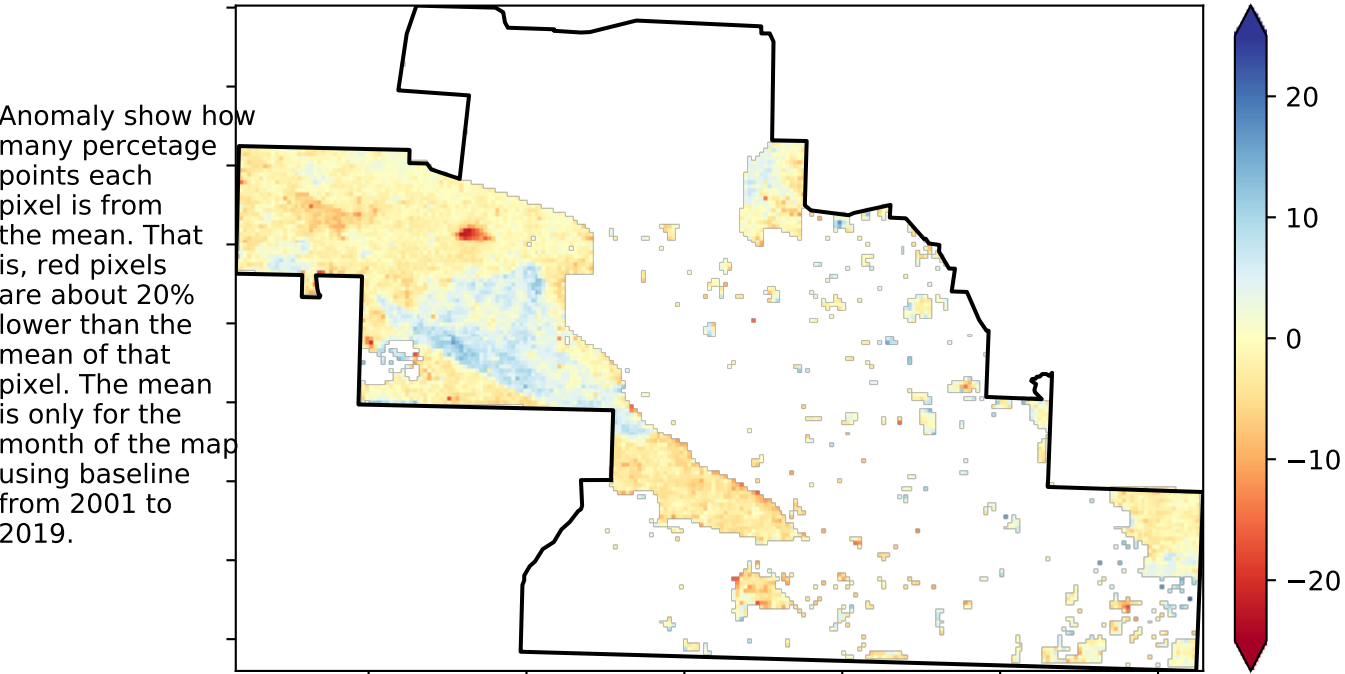 Anomaly show how
many percetage
points each
pixel is from
the mean. That
is, red pixels
are about 20%
lower than the
mean of that
pixel. The mean
is only for the
month of the map
using baseline
from 2001 to
2019.
20
10
0
−10
−20